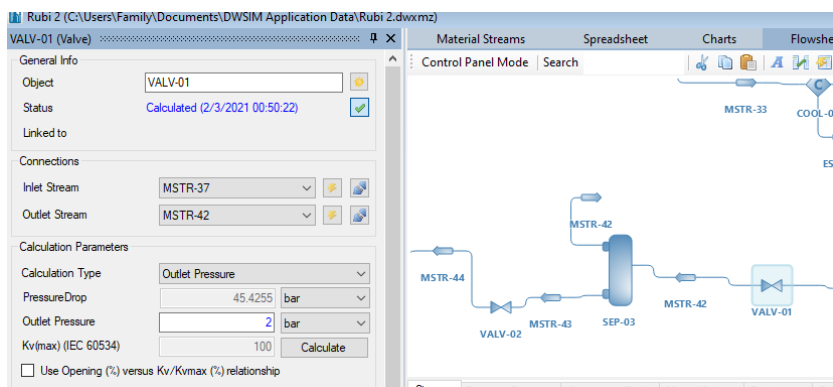 Rubi 2 (C:\Users\Family\Documents\DWSIM Application Data\Rubi 2.dwxmz)
VALV-01 (Valve)
General Info
Object VALV-01
Status Calculated (2/3/2021 00:50:22)
Linked to
Connections
Inlet Stream MSTR-37
Outlet Stream MSTR-42
Calculation Parameters
Calculation Type Outlet Pressure
PressureDrop 45.4255 bar
Outlet Pressure 2 bar
Kv(max) (IEC 60534) 100 Calculate
Use Opening (%) versus Kv/Kvmax (%) relationship
Material Streams Spreadsheet Charts Flowshe
Control Panel Mode Search
A
C
MSTR-33
COOL-0
ES
MSTR-42
MSTR-44
MSTR-42
VALV-01
MSTR-43
SEP-03
VALV-02